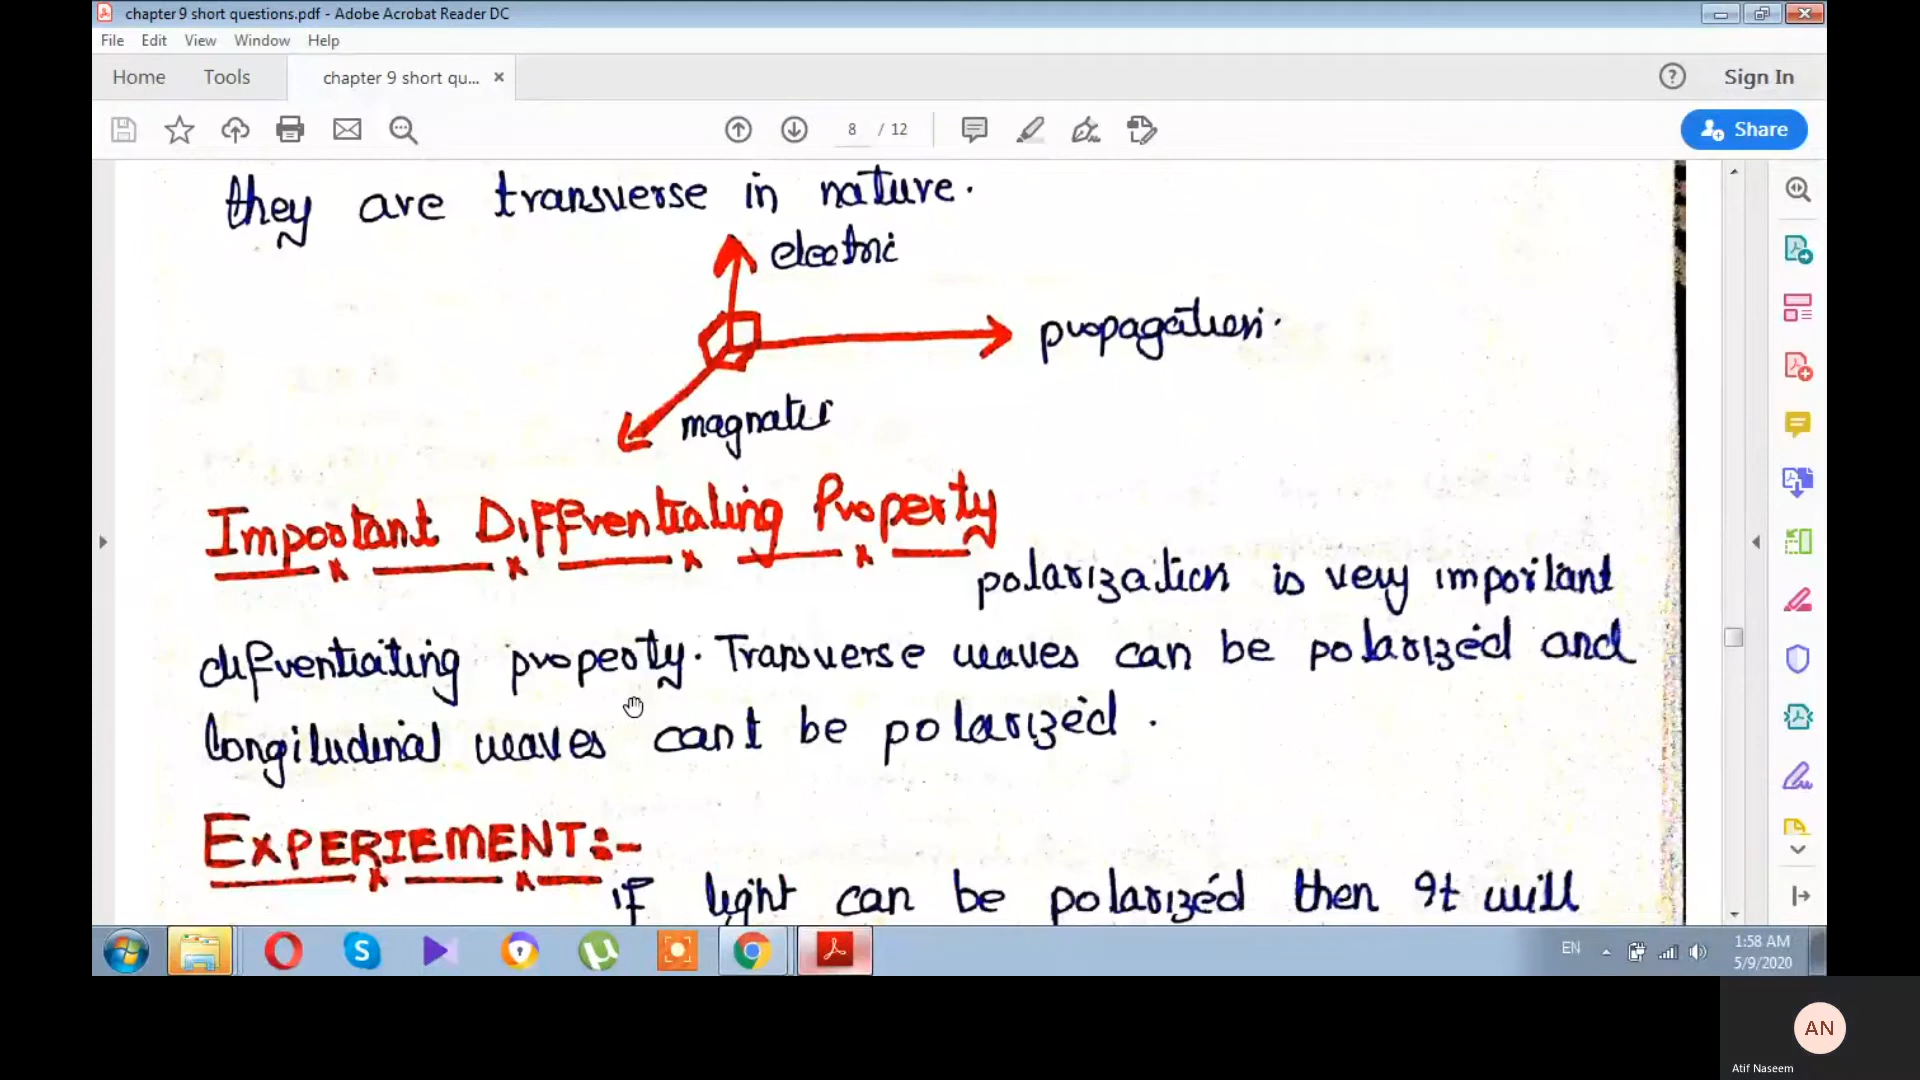 chapter 9 short questions.pdf - Adobe Acrobat Reader DC
File Edit View Window Help
Home Tools chapter 9 short qu... × Sign In
8 / 12 Share
they are transverse in nature.
electric
propagation.
magnatic
Important Diffrentiating Property
polarization is very important
diffrentiating property. Transverse waves can be polarized and
longitudinal waves cant be polarized.
EXPERIEMENT:-
if light can be polarized then It will
EN 1:58 AM
5/9/2020
AN
Atif Naseem